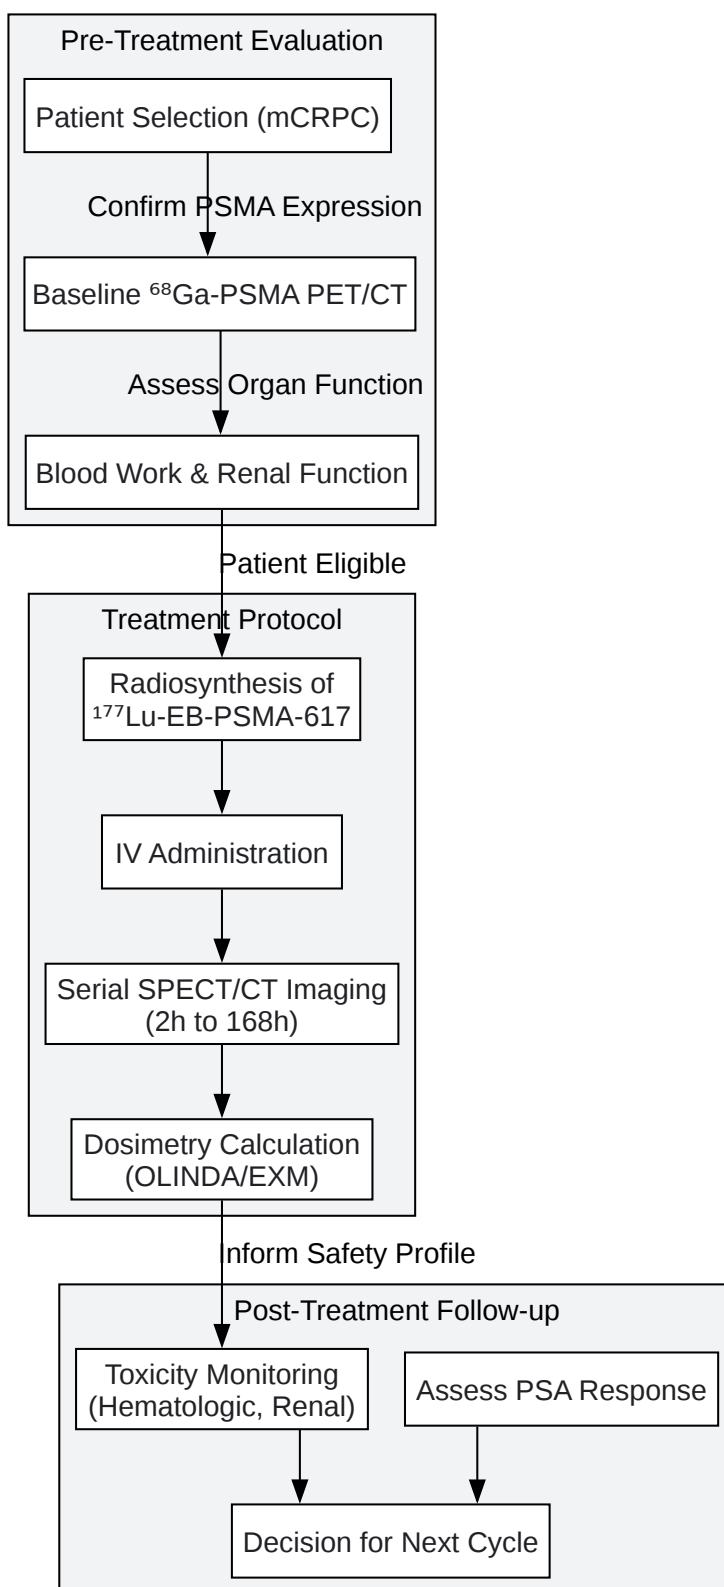 Pre-Treatment Evaluation
Patient Selection (mCRPC)
Confirm PSMA Expression
Baseline ⁶⁸Ga-PSMA PET/CT
Assess Organ Function
Blood Work & Renal Function
Patient Eligible
Treatment Protocol
Radiosynthesis of
¹⁷⁷Lu-EB-PSMA-617
IV Administration
Serial SPECT/CT Imaging
(2h to 168h)
Dosimetry Calculation
(OLINDA/EXM)
Inform Safety Profile
Post-Treatment Follow-up
Toxicity Monitoring
(Hematologic, Renal)
Assess PSA Response
Decision for Next Cycle